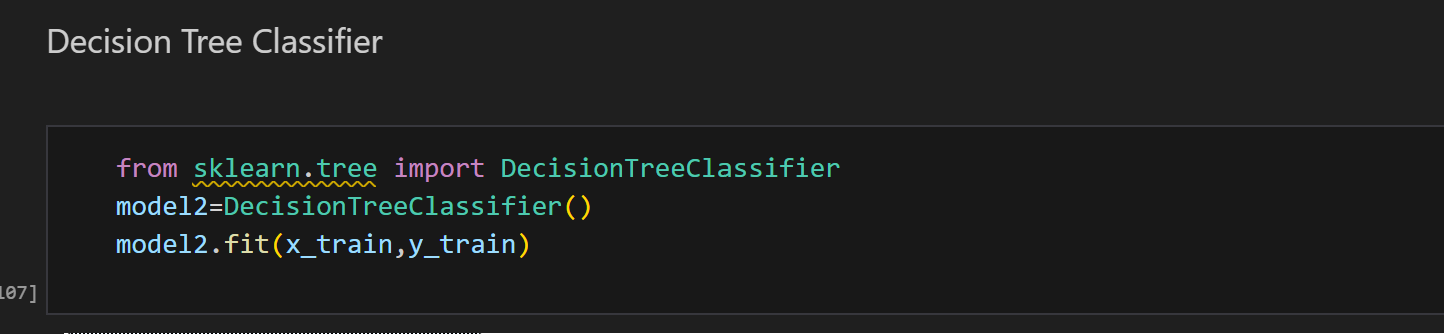 Decision Tree Classifier
from sklearn.tree import DecisionTreeClassifier
model2=DecisionTreeClassifier()
model2.fit(x_train,y_train)
107]